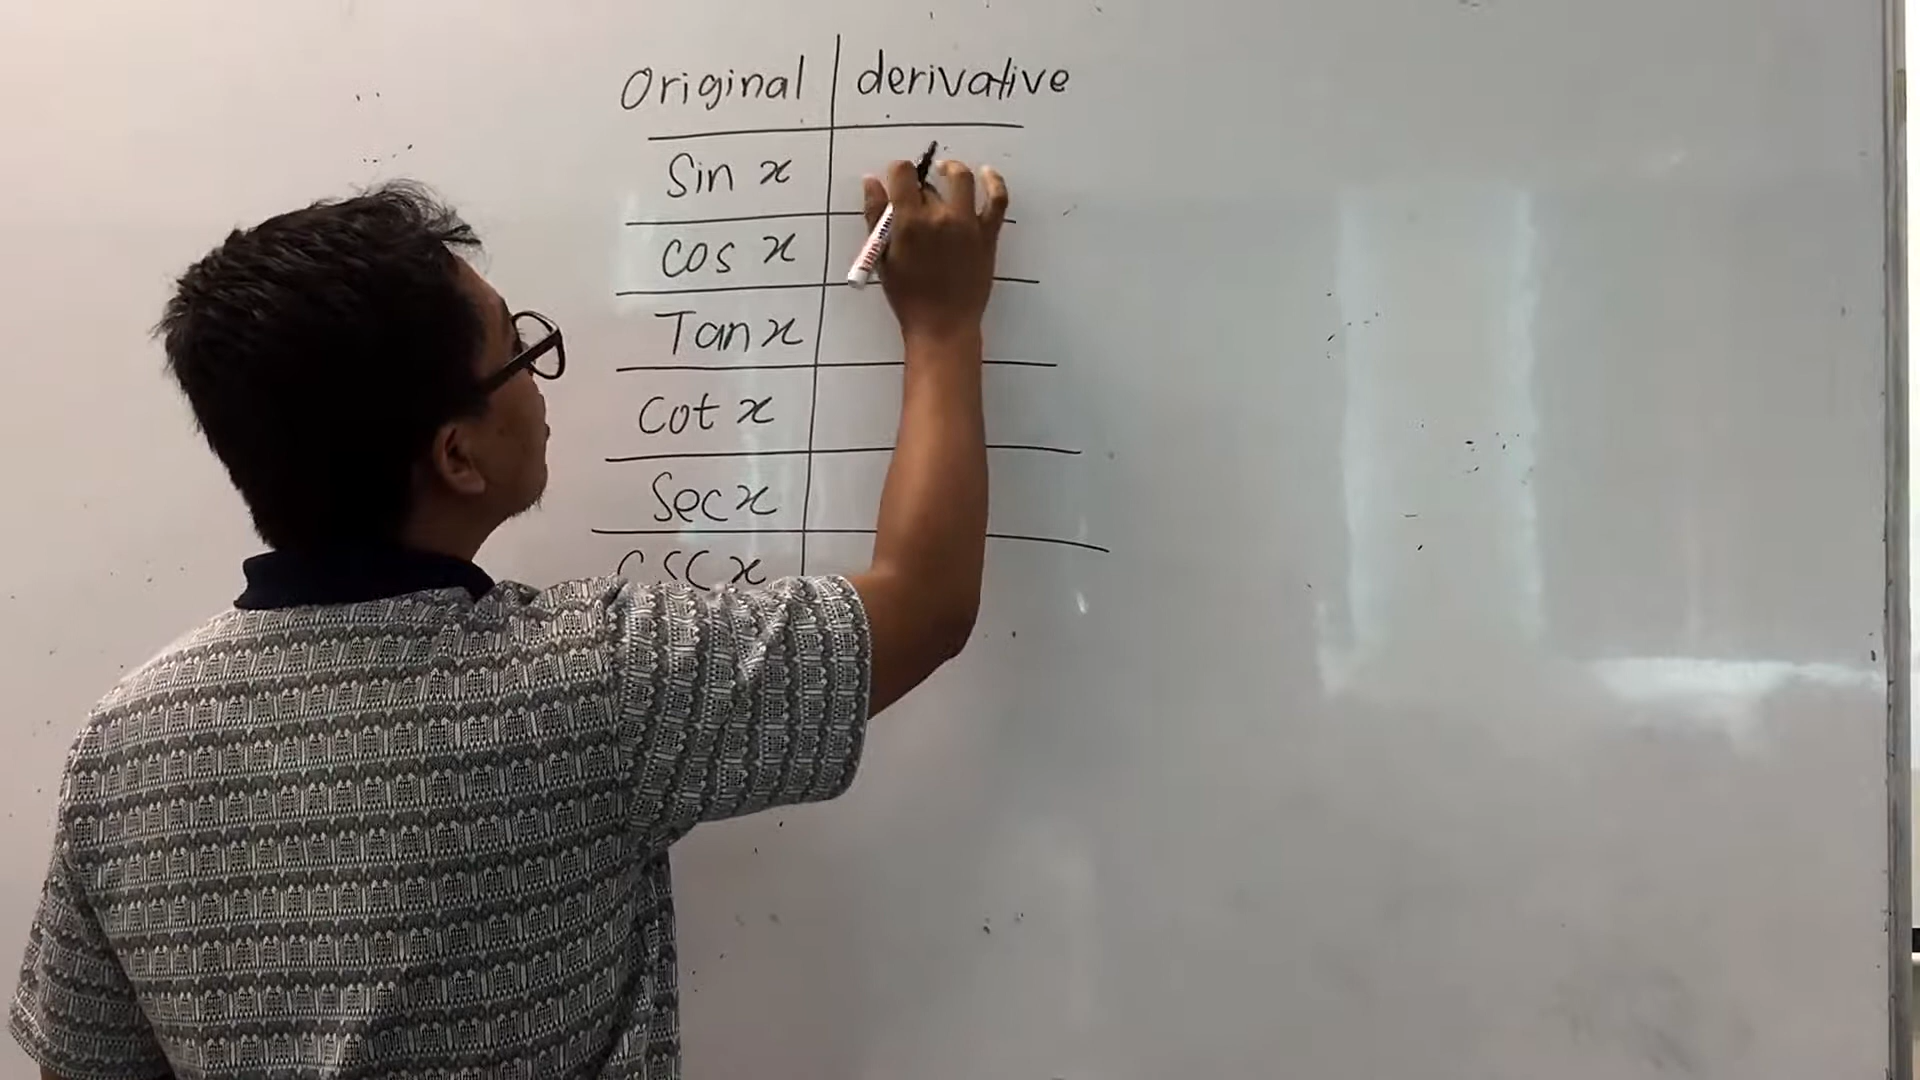 Original derivative
Sin x
cos x
Tan x
Cot x
Sec x
csc x